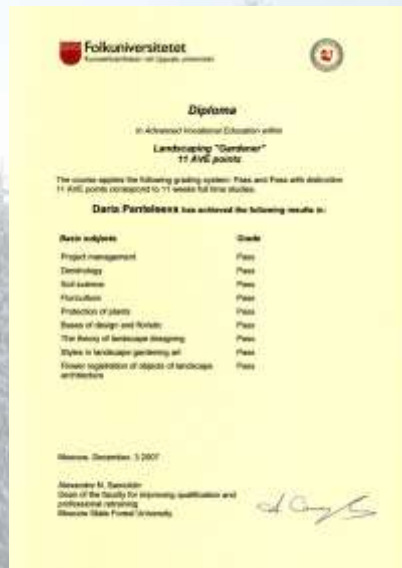 Folkuniversitetet
Diploma
in Advanced Vocational Education within
Landscaping "Gardener"
11 AVE points
The course applies the following grading system: Pass and Pass with distinction
11 AVE points correspond to 11 weeks full time studies.
Daria Panteleeva has achieved the following results in:
Basic subjects Grade
Project management Pass
Dendrology Pass
Soil science Pass
Floriculture Pass
Protection of plants Pass
Bases of design and floristic Pass
The theory of landscape designing Pass
Styles in landscape gardening art Pass
Flower registration of objects of landscape Pass
architecture
Moscow, December, 3 2007
Alexander N.
Dean of the faculty for improving qualification and
professional retraining
Moscow State Forest University